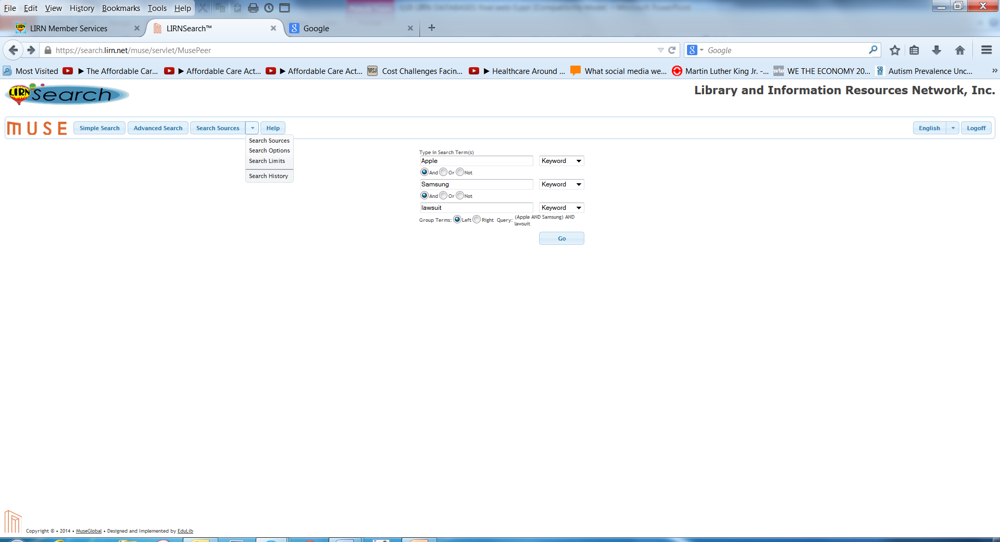 File Edit View History Bookmarks Tools Help
LIRN Member Services
LIRNSearch™
Google
https://search.lirn.net/muse/servlet/MusePeer
8 Google
Most Visited
▶ The Affordable Car...
▶ Affordable Care Act...
▶ Affordable Care Act...
WSJ Cost Challenges Facin...
▶ Healthcare Around ...
What social media we...
Martin Luther King Jr. -...
wte WE THE ECONOMY 20...
Autism Prevalence Unc...
LIRN Search
Library and Information Resources Network, Inc.
MUSE Simple Search Advanced Search Search Sources Help English Logoff
Search Sources
Search Options
Search Limits
Search History
Type in Search Term(s)
Apple Keyword
And Or Not
Samsung Keyword
And Or Not
lawsuit Keyword
Group Terms: Left Right Query: (Apple AND Samsung) AND
lawsuit
Go
Copyright © • 2014 • MuseGlobal • Designed and Implemented by EduLib